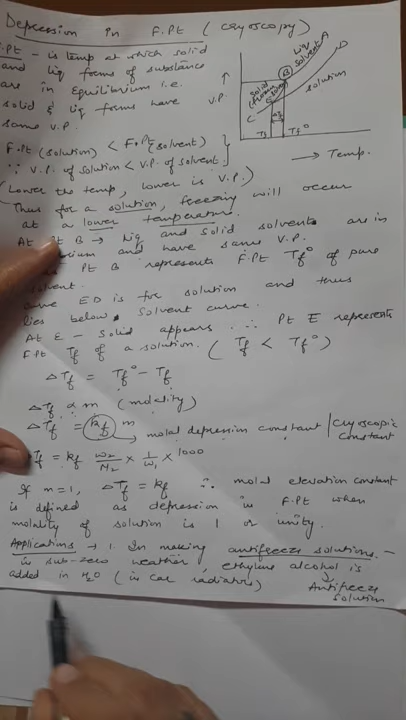 Depression in F.Pt (cryoscopy)
F.Pt - is temp at which solid
and liq forms of substance
are in Equilibrium i.e.
solid & liq forms have
same v.P.
F.Pt (solution) < F.Pt (solvent)
∵ v.P. of solution < v.P. of solvent.
(Lower the temp, lower is v.P.)
Thus for a solution, freezing will occur
at a lower temperature.
At Pt B → liq and solid solvents are in
and have same v.P.
Pt B represents F.Pt Tf° of pure
ED is for solution and thus
lies below solvent curve.
At E - solid appears ∴ Pt E represents
F.Pt Tf of a solution. (Tf < Tf°)
ΔTf = Tf° - Tf
ΔTf α m (molality)
ΔTf = kf m
→ molal depression constant / Cryoscopic constant
Tf = kf w2/M2 × 1/w1 × 1000
If m = 1, ΔTf = kf ∴ molal elevation constant
is defined as depression in F.Pt when
molality of solution is 1 or unity.
Applications → 1. In making antifreeze solutions. -
in sub-zero weather, ethylene alcohol is
added in H2O (in car radiators)
Antifreeze
solution
↑
v.P.
Liq
solvent
A
D
B
Solid
solvent
C
E
ΔTf
Tf
Tf°
→ Temp.